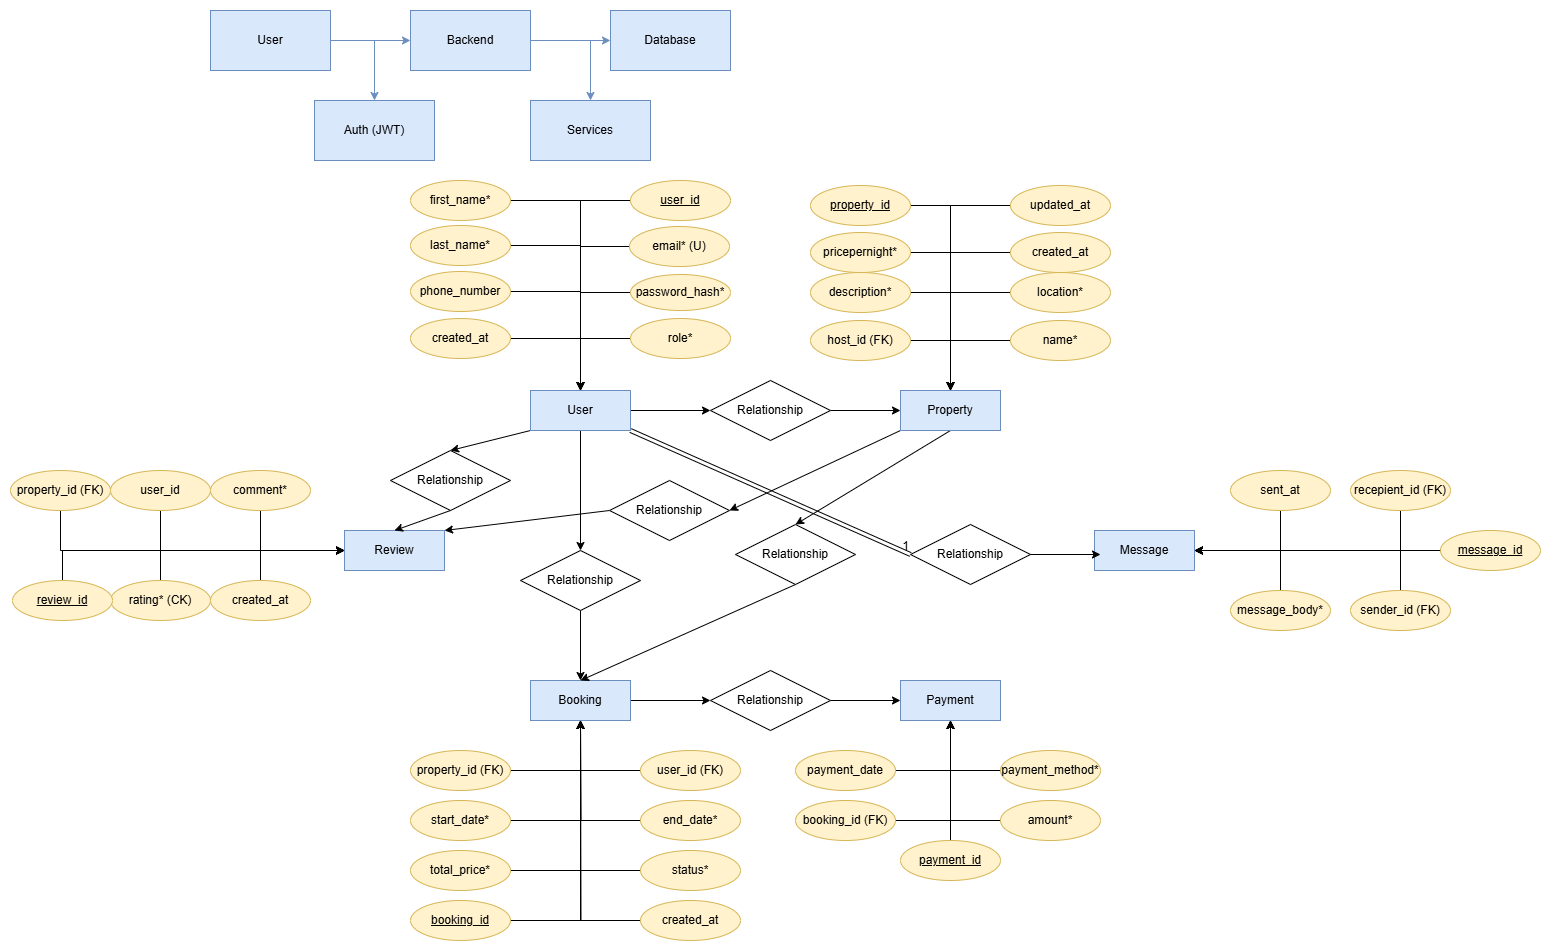 User
Backend
Database
Auth (JWT)
Services
first_name*
user_id
last_name*
email* (U)
phone_number
password_hash*
created_at
role*
property_id
updated_at
pricepernight*
created_at
description*
location*
host_id (FK)
name*
User
Relationship
Property
Relationship
Relationship
Relationship
1
Relationship
Relationship
property_id (FK)
user_id
comment*
Review
review_id
rating* (CK)
created_at
Message
sent_at
recepient_id (FK)
message_id
message_body*
sender_id (FK)
Booking
Relationship
Payment
property_id (FK)
user_id (FK)
start_date*
end_date*
total_price*
status*
booking_id
created_at
payment_date
payment_method*
booking_id (FK)
amount*
payment_id